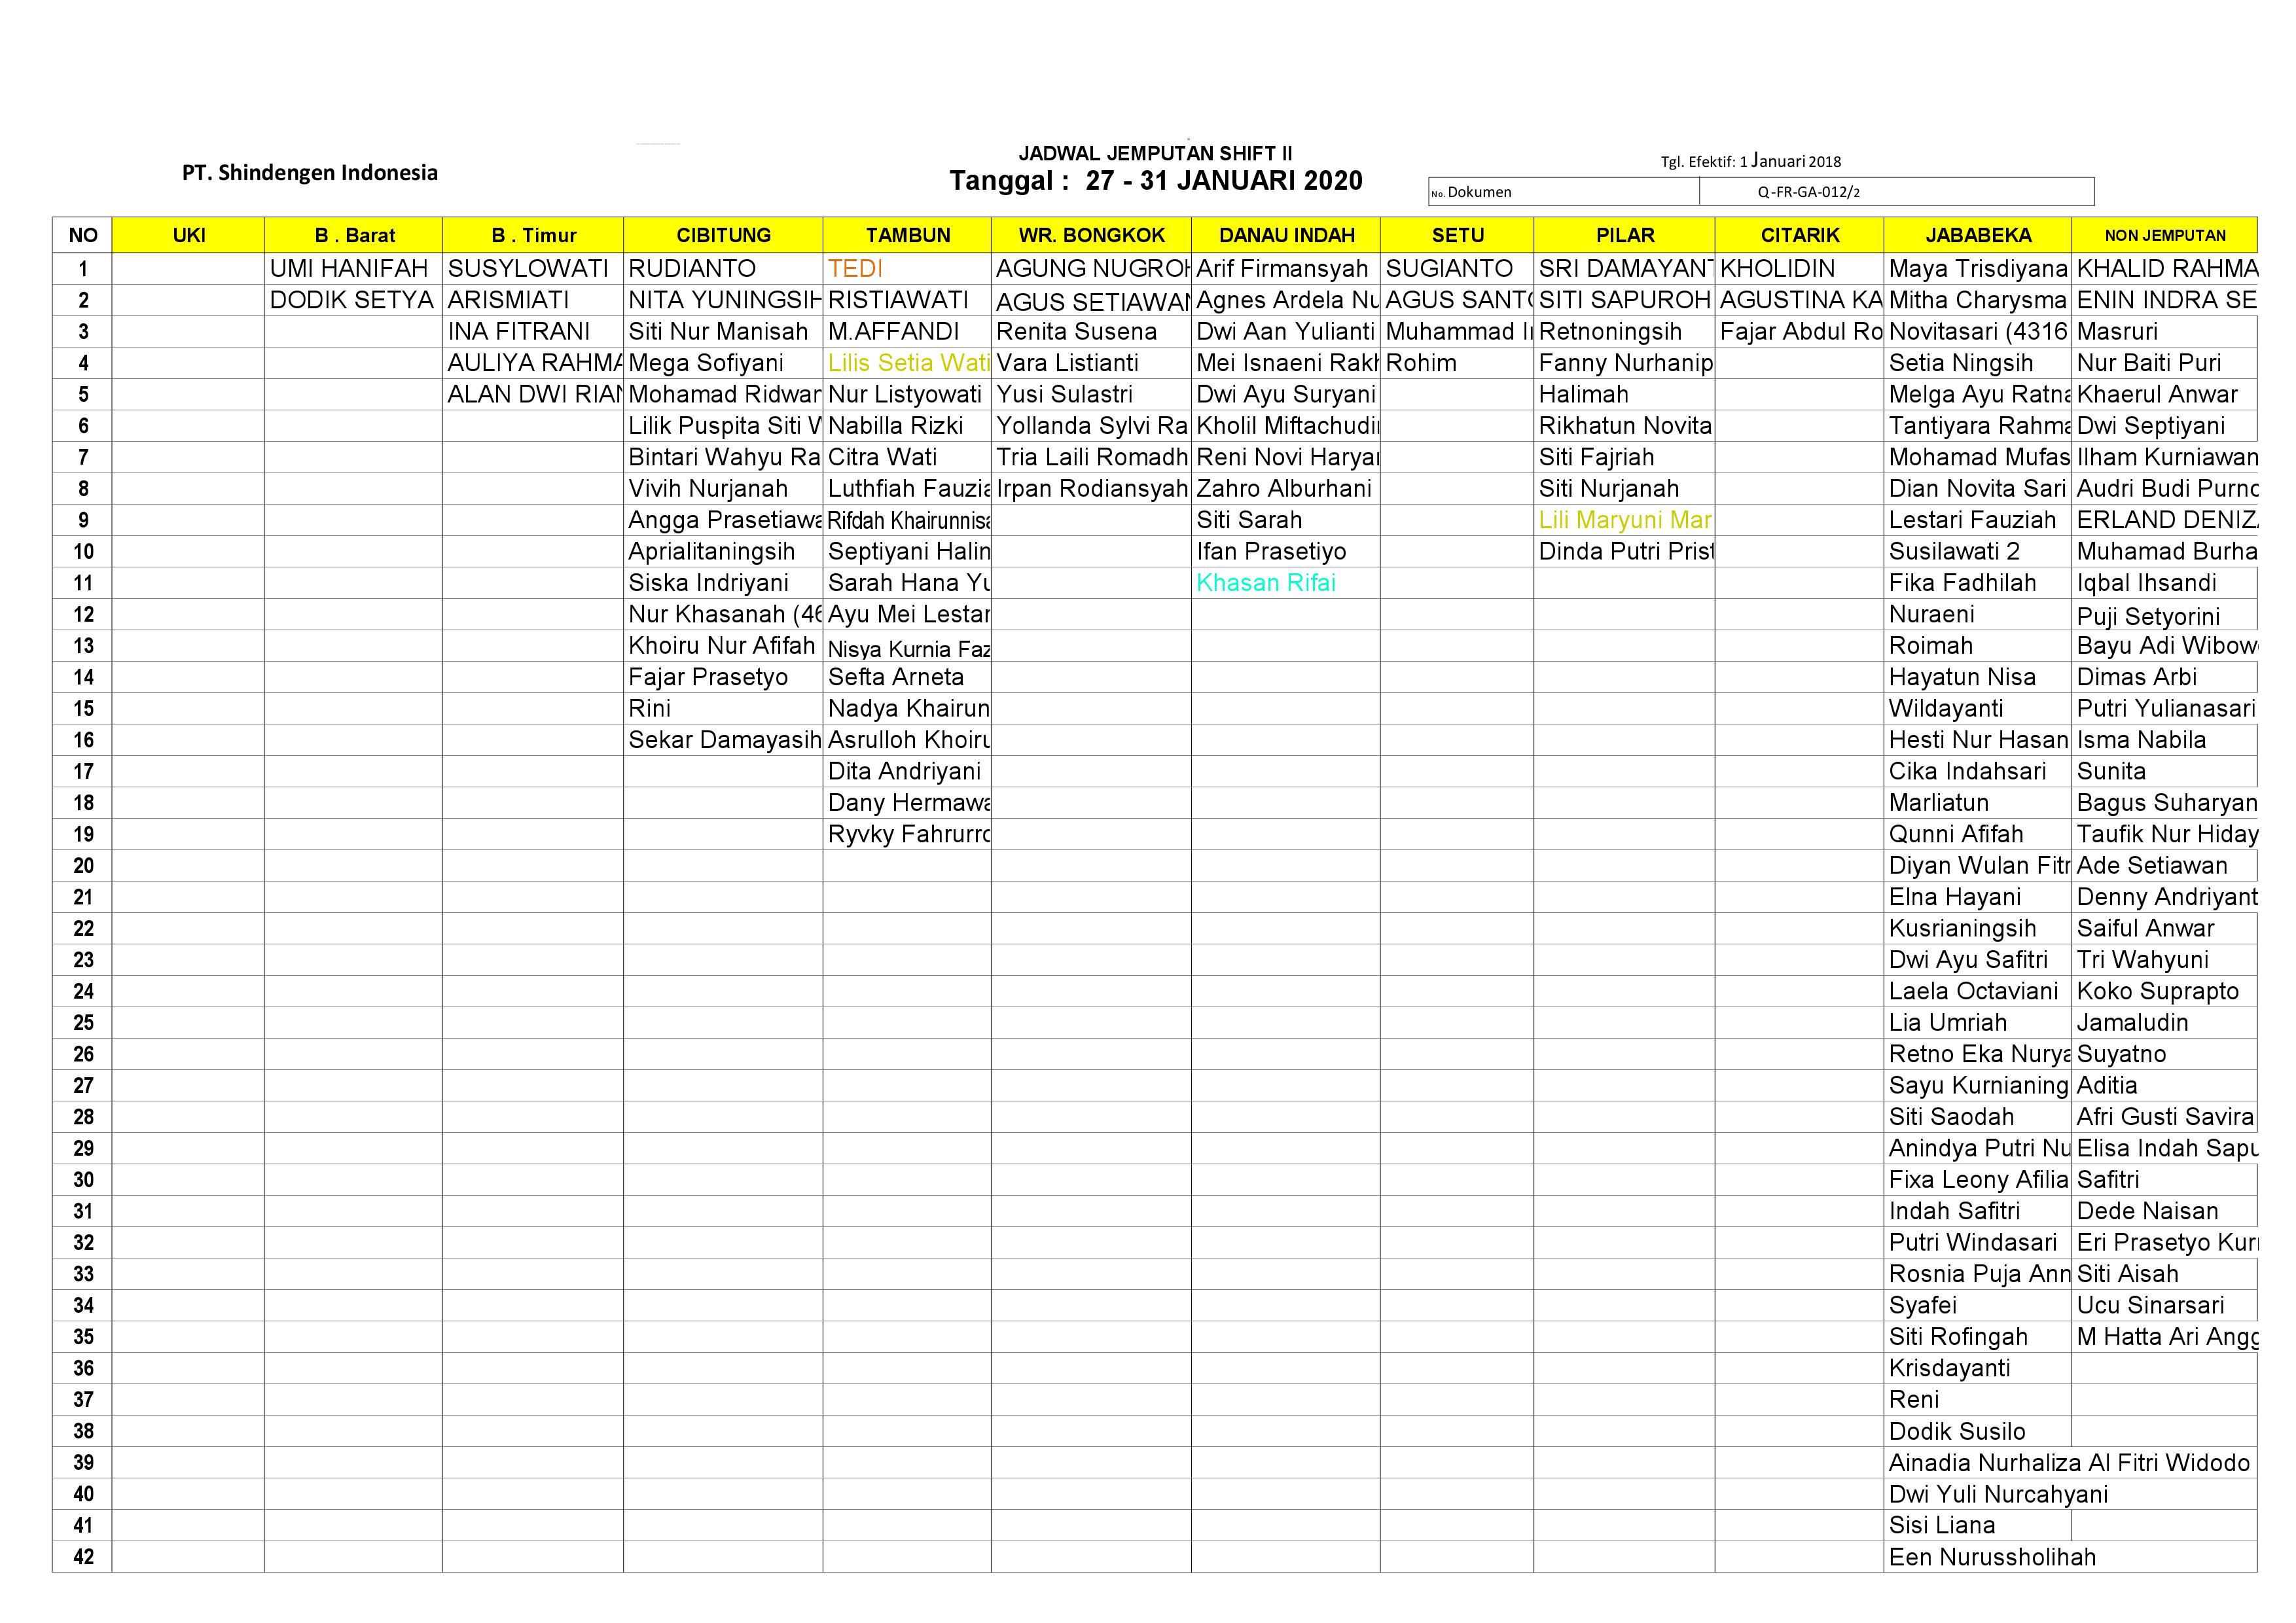 JADWAL JEMPUTAN SHIFT II
PT. Shindengen Indonesia
Tanggal : 27 - 31 JANUARI 2020
Tgl. Efektif: 1 Januari 2018
No. Dokumen Q-FR-GA-012/2
NO UKI B . Barat B . Timur CIBITUNG TAMBUN WR. BONGKOK DANAU INDAH SETU PILAR CITARIK JABABEKA NON JEMPUTAN
1 UMI HANIFAH SUSYLOWATI RUDIANTO TEDI AGUNG NUGROH Arif Firmansyah SUGIANTO SRI DAMAYANT KHOLIDIN Maya Trisdiyana KHALID RAHMA
2 DODIK SETYA ARISMIATI NITA YUNINGSIH RISTIAWATI AGUS SETIAWAN Agnes Ardela Nu AGUS SANTO SITI SAPUROH AGUSTINA KA Mitha Charysma ENIN INDRA SE
3 INA FITRANI Siti Nur Manisah M.AFFANDI Renita Susena Dwi Aan Yulianti Muhammad Ir Retnoningsih Fajar Abdul Ro Novitasari (4316 Masruri
4 AULIYA RAHMA Mega Sofiyani Lilis Setia Wati Vara Listianti Mei Isnaeni Rakh Rohim Fanny Nurhanip Setia Ningsih Nur Baiti Puri
5 ALAN DWI RIAN Mohamad Ridwan Nur Listyowati Yusi Sulastri Dwi Ayu Suryani Halimah Melga Ayu Ratna Khaerul Anwar
6 Lilik Puspita Siti W Nabilla Rizki Yollanda Sylvi Ra Kholil Miftachudin Rikhatun Novita Tantiyara Rahma Dwi Septiyani
7 Bintari Wahyu Ra Citra Wati Tria Laili Romadh Reni Novi Haryan Siti Fajriah Mohamad Mufas Ilham Kurniawan
8 Vivih Nurjanah Luthfiah Fauzia Irpan Rodiansyah Zahro Alburhani Siti Nurjanah Dian Novita Sari Audri Budi Purno
9 Angga Prasetiawa Rifdah Khairunnisa Siti Sarah Lili Maryuni Mar Lestari Fauziah ERLAND DENIZA
10 Aprialitaningsih Septiyani Halin Ifan Prasetiyo Dinda Putri Prist Susilawati 2 Muhamad Burha
11 Siska Indriyani Sarah Hana Yu Khasan Rifai Fika Fadhilah Iqbal Ihsandi
12 Nur Khasanah (46 Ayu Mei Lestar Nuraeni Puji Setyorini
13 Khoiru Nur Afifah Nisya Kurnia Faz Roimah Bayu Adi Wibowo
14 Fajar Prasetyo Sefta Arneta Hayatun Nisa Dimas Arbi
15 Rini Nadya Khairun Wildayanti Putri Yulianasari
16 Sekar Damayasih Asrulloh Khoiru Hesti Nur Hasan Isma Nabila
17 Dita Andriyani Cika Indahsari Sunita
18 Dany Hermawa Marliatun Bagus Suharyan
19 Ryvky Fahrurro Qunni Afifah Taufik Nur Hiday
20 Diyan Wulan Fitr Ade Setiawan
21 Elna Hayani Denny Andriyant
22 Kusrianingsih Saiful Anwar
23 Dwi Ayu Safitri Tri Wahyuni
24 Laela Octaviani Koko Suprapto
25 Lia Umriah Jamaludin
26 Retno Eka Nurya Suyatno
27 Sayu Kurnianing Aditia
28 Siti Saodah Afri Gusti Savira
29 Anindya Putri Nu Elisa Indah Sapu
30 Fixa Leony Afilia Safitri
31 Indah Safitri Dede Naisan
32 Putri Windasari Eri Prasetyo Kurn
33 Rosnia Puja Ann Siti Aisah
34 Syafei Ucu Sinarsari
35 Siti Rofingah M Hatta Ari Angg
36 Krisdayanti
37 Reni
38 Dodik Susilo
39 Ainadia Nurhaliza Al Fitri Widodo
40 Dwi Yuli Nurcahyani
41 Sisi Liana
42 Een Nurussholihah